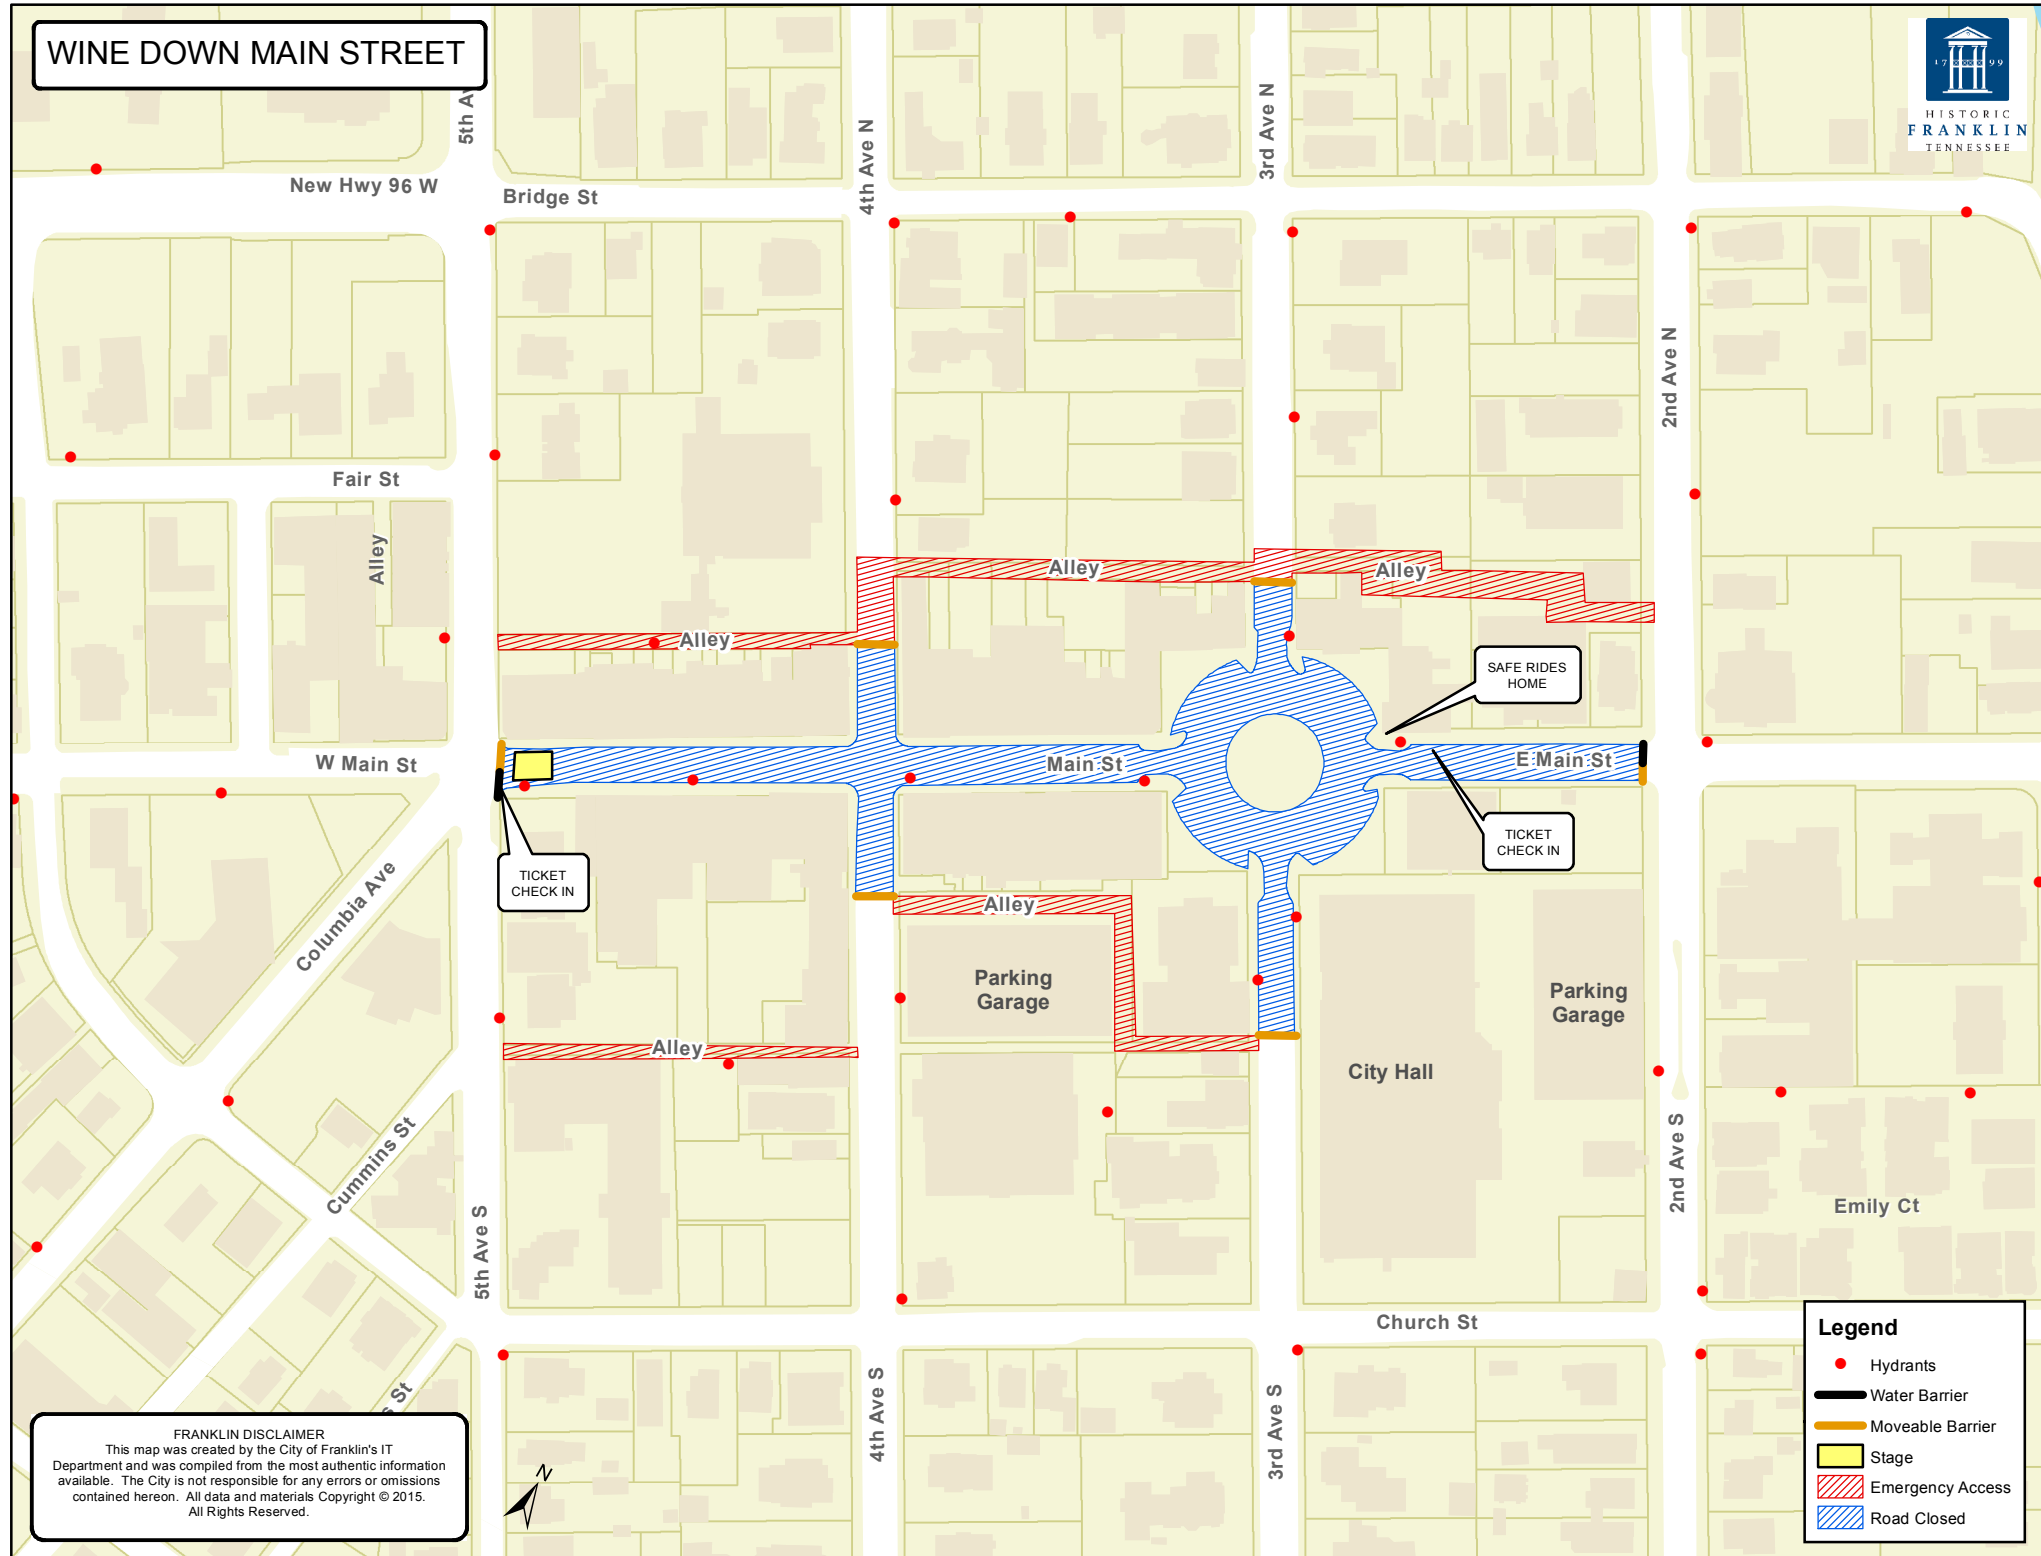 WINE DOWN MAIN STREET
17 99
HISTORIC
FRANKLIN
TENNESSEE
5th Av
4th Ave N
3rd Ave N
New Hwy 96 W
Bridge St
2nd Ave N
Fair St
Alley
Alley
Alley
Alley
SAFE RIDES
HOME
W Main St
Main St
E Main St
TICKET
CHECK IN
TICKET
CHECK IN
Columbia Ave
Alley
Parking
Garage
Parking
Garage
Alley
City Hall
Cummins St
5th Ave S
2nd Ave S
Emily Ct
Church St
4th Ave S
3rd Ave S
s St
Legend
Hydrants
Water Barrier
Moveable Barrier
Stage
Emergency Access
Road Closed
FRANKLIN DISCLAIMER
This map was created by the City of Franklin's IT
Department and was compiled from the most authentic information
available. The City is not responsible for any errors or omissions
contained hereon. All data and materials Copyright © 2015.
All Rights Reserved.
N